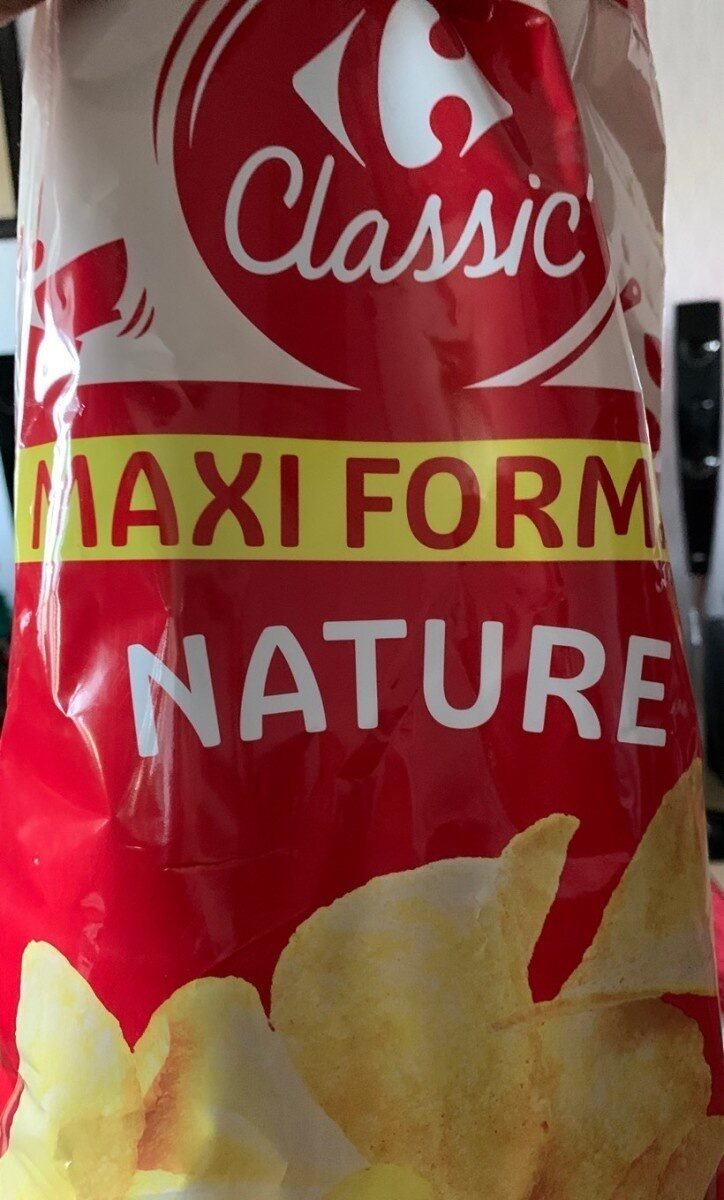 Classic'
MAXI FORM
NATURE